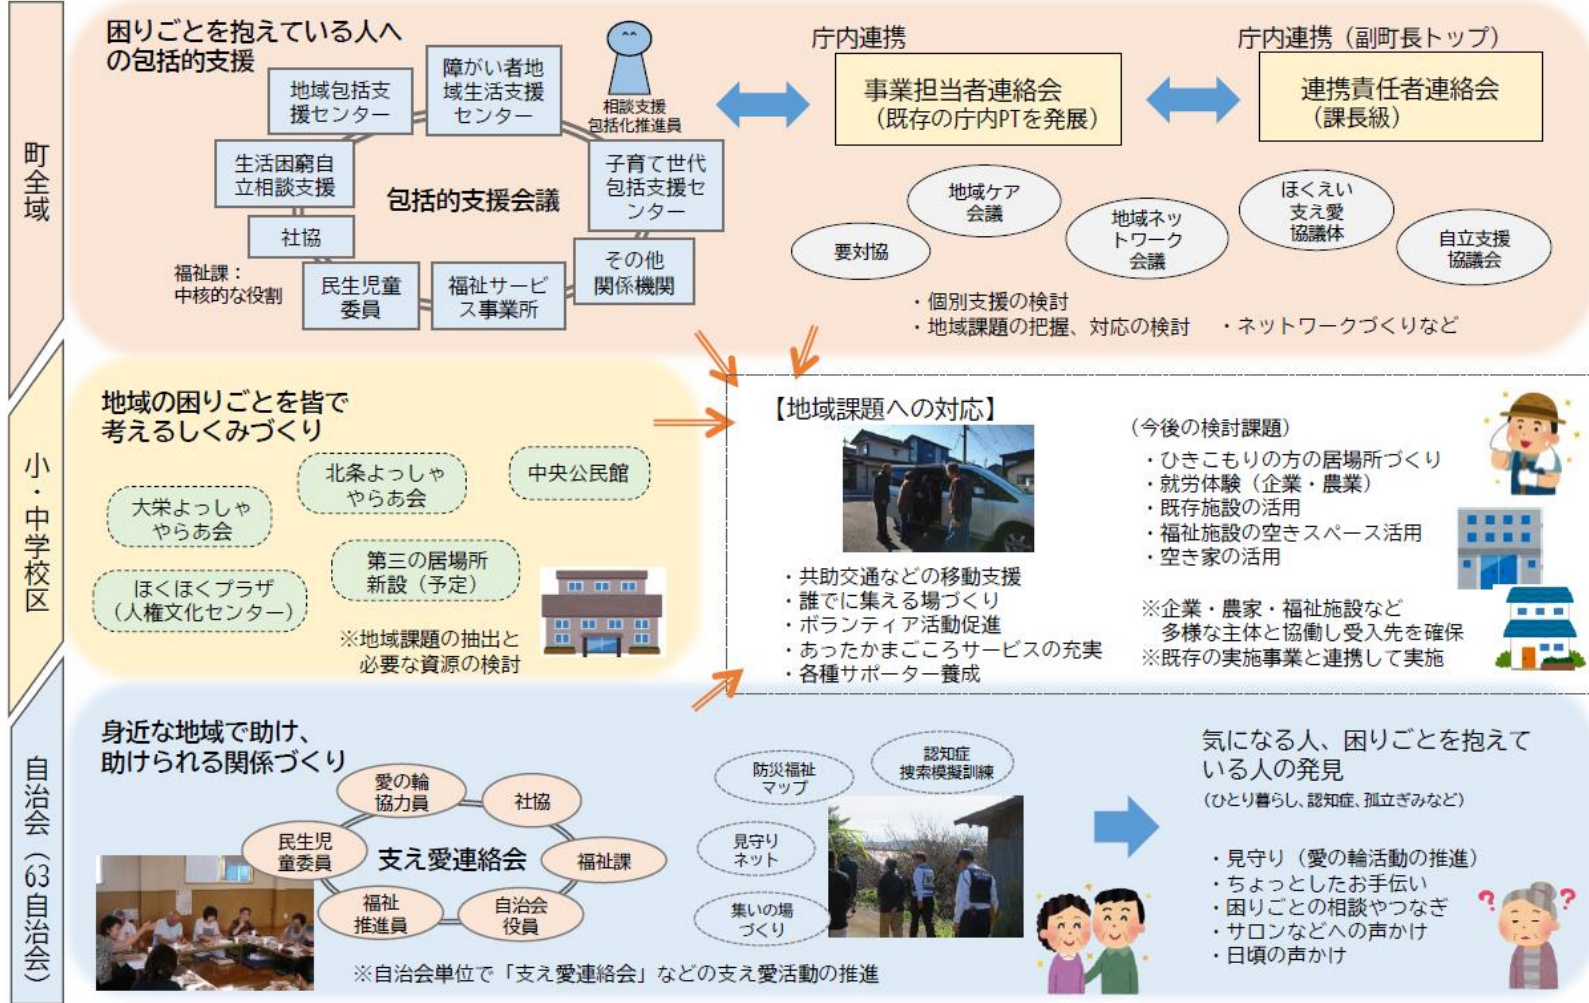 町全域
困りごとを抱えている人へ
の包括的支援
地域包括支
援センター
障がい者地
域生活支援
センター
相談支援
包括化推進員
生活困窮自
立相談支援
包括的支援会議
子育て世代
包括支援セ
ンター
社協
福祉課：
中核的な役割
民生児童
委員
福祉サービ
ス事業所
その他
関係機関
庁内連携
事業担当者連絡会
（既存の庁内PTを発展）
庁内連携（副町長トップ）
連携責任者連絡会
（課長級）
要対協
地域ケア
会議
地域ネッ
トワーク
会議
ほくえい
支え愛
協議体
自立支援
協議会
・個別支援の検討
・地域課題の把握、対応の検討　・ネットワークづくりなど
小・中学校区
地域の困りごとを皆で
考えるしくみづくり
大栄よっしゃ
やらあ会
北条よっしゃ
やらあ会
中央公民館
ほくほくプラザ
（人権文化センター）
第三の居場所
新設（予定）
※地域課題の抽出と
必要な資源の検討
【地域課題への対応】
・共助交通などの移動支援
・誰でに集える場づくり
・ボランティア活動促進
・あったかまごころサービスの充実
・各種サポーター養成
（今後の検討課題）
・ひきこもりの方の居場所づくり
・就労体験（企業・農業）
・既存施設の活用
・福祉施設の空きスペース活用
・空き家の活用
※企業・農家・福祉施設など
多様な主体と協働し受入先を確保
※既存の実施事業と連携して実施
自治会（63自治会）
身近な地域で助け、
助けられる関係づくり
愛の輪
協力員
社協
民生児
童委員
支え愛連絡会
福祉課
福祉
推進員
自治会
役員
※自治会単位で「支え愛連絡会」などの支え愛活動の推進
防災福祉
マップ
認知症
捜索模擬訓練
見守り
ネット
集いの場
づくり
気になる人、困りごとを抱えて
いる人の発見
（ひとり暮らし、認知症、孤立ぎみなど）
・見守り（愛の輪活動の推進）
・ちょっとしたお手伝い
・困りごとの相談やつなぎ
・サロンなどへの声かけ
・日頃の声かけ